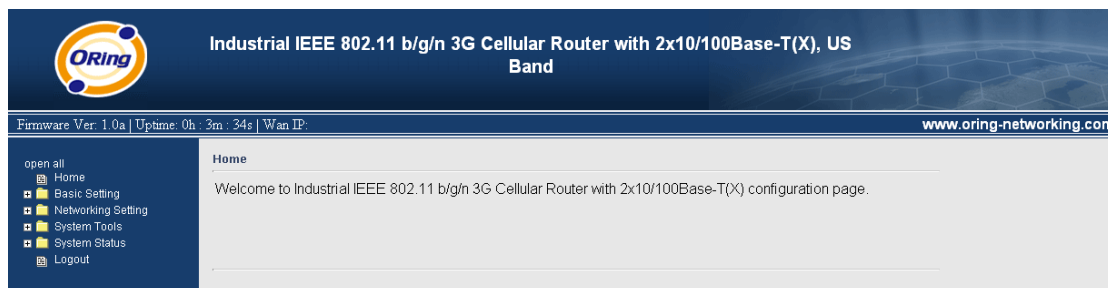 ORing
Industrial IEEE 802.11 b/g/n 3G Cellular Router with 2x10/100Base-T(X), US
Band
Firmware Ver: 1.0a | Uptime: 0h : 3m : 34s | Wan IP:
www.oring-networking.com
open all
Home
Basic Setting
Networking Setting
System Tools
System Status
Logout
Home
Welcome to Industrial IEEE 802.11 b/g/n 3G Cellular Router with 2x10/100Base-T(X) configuration page.